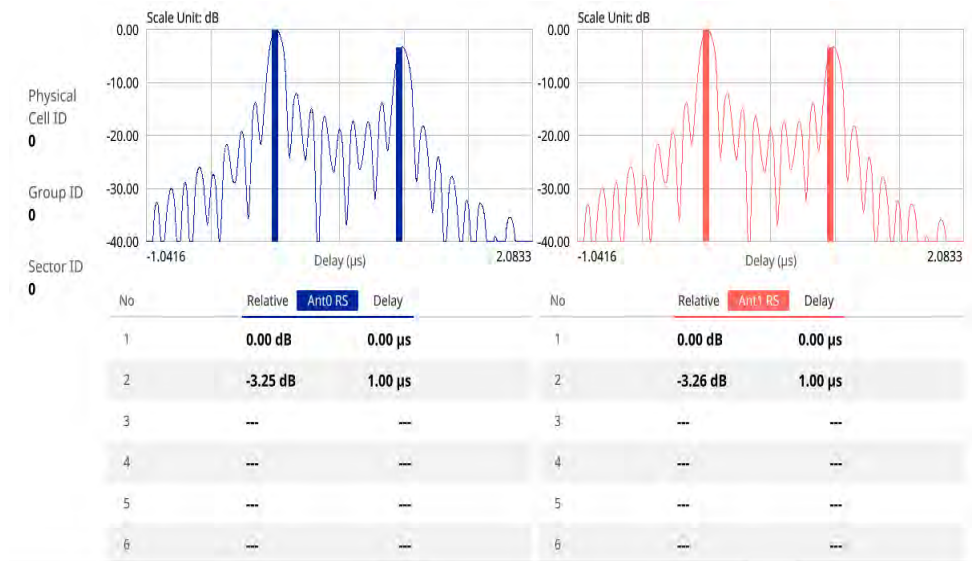 Scale Unit: dB
0.00
-10.00
-20.00
-30.00
-40.00
-1.0416
Delay (μs)
2.0833
Scale Unit: dB
0.00
-10.00
-20.00
-30.00
-40.00
-1.0416
Delay (μs)
2.0833
Physical
Cell ID
0
Group ID
0
Sector ID
0
No Relative Ant0 RS Delay
1 0.00 dB 0.00 μs
2 -3.25 dB 1.00 μs
3 --- ---
4 --- ---
5 --- ---
6 --- ---
No Relative Ant1 RS Delay
1 0.00 dB 0.00 μs
2 -3.26 dB 1.00 μs
3 --- ---
4 --- ---
5 --- ---
6 --- ---